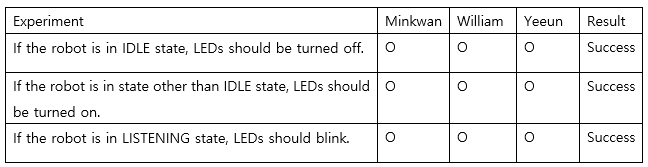 Experiment Minkwan William Yeeun Result
If the robot is in IDLE state, LEDs should be turned off. O O O Success
If the robot is in state other than IDLE state, LEDs should O O O Success
be turned on.
If the robot is in LISTENING state, LEDs should blink. O O O Success